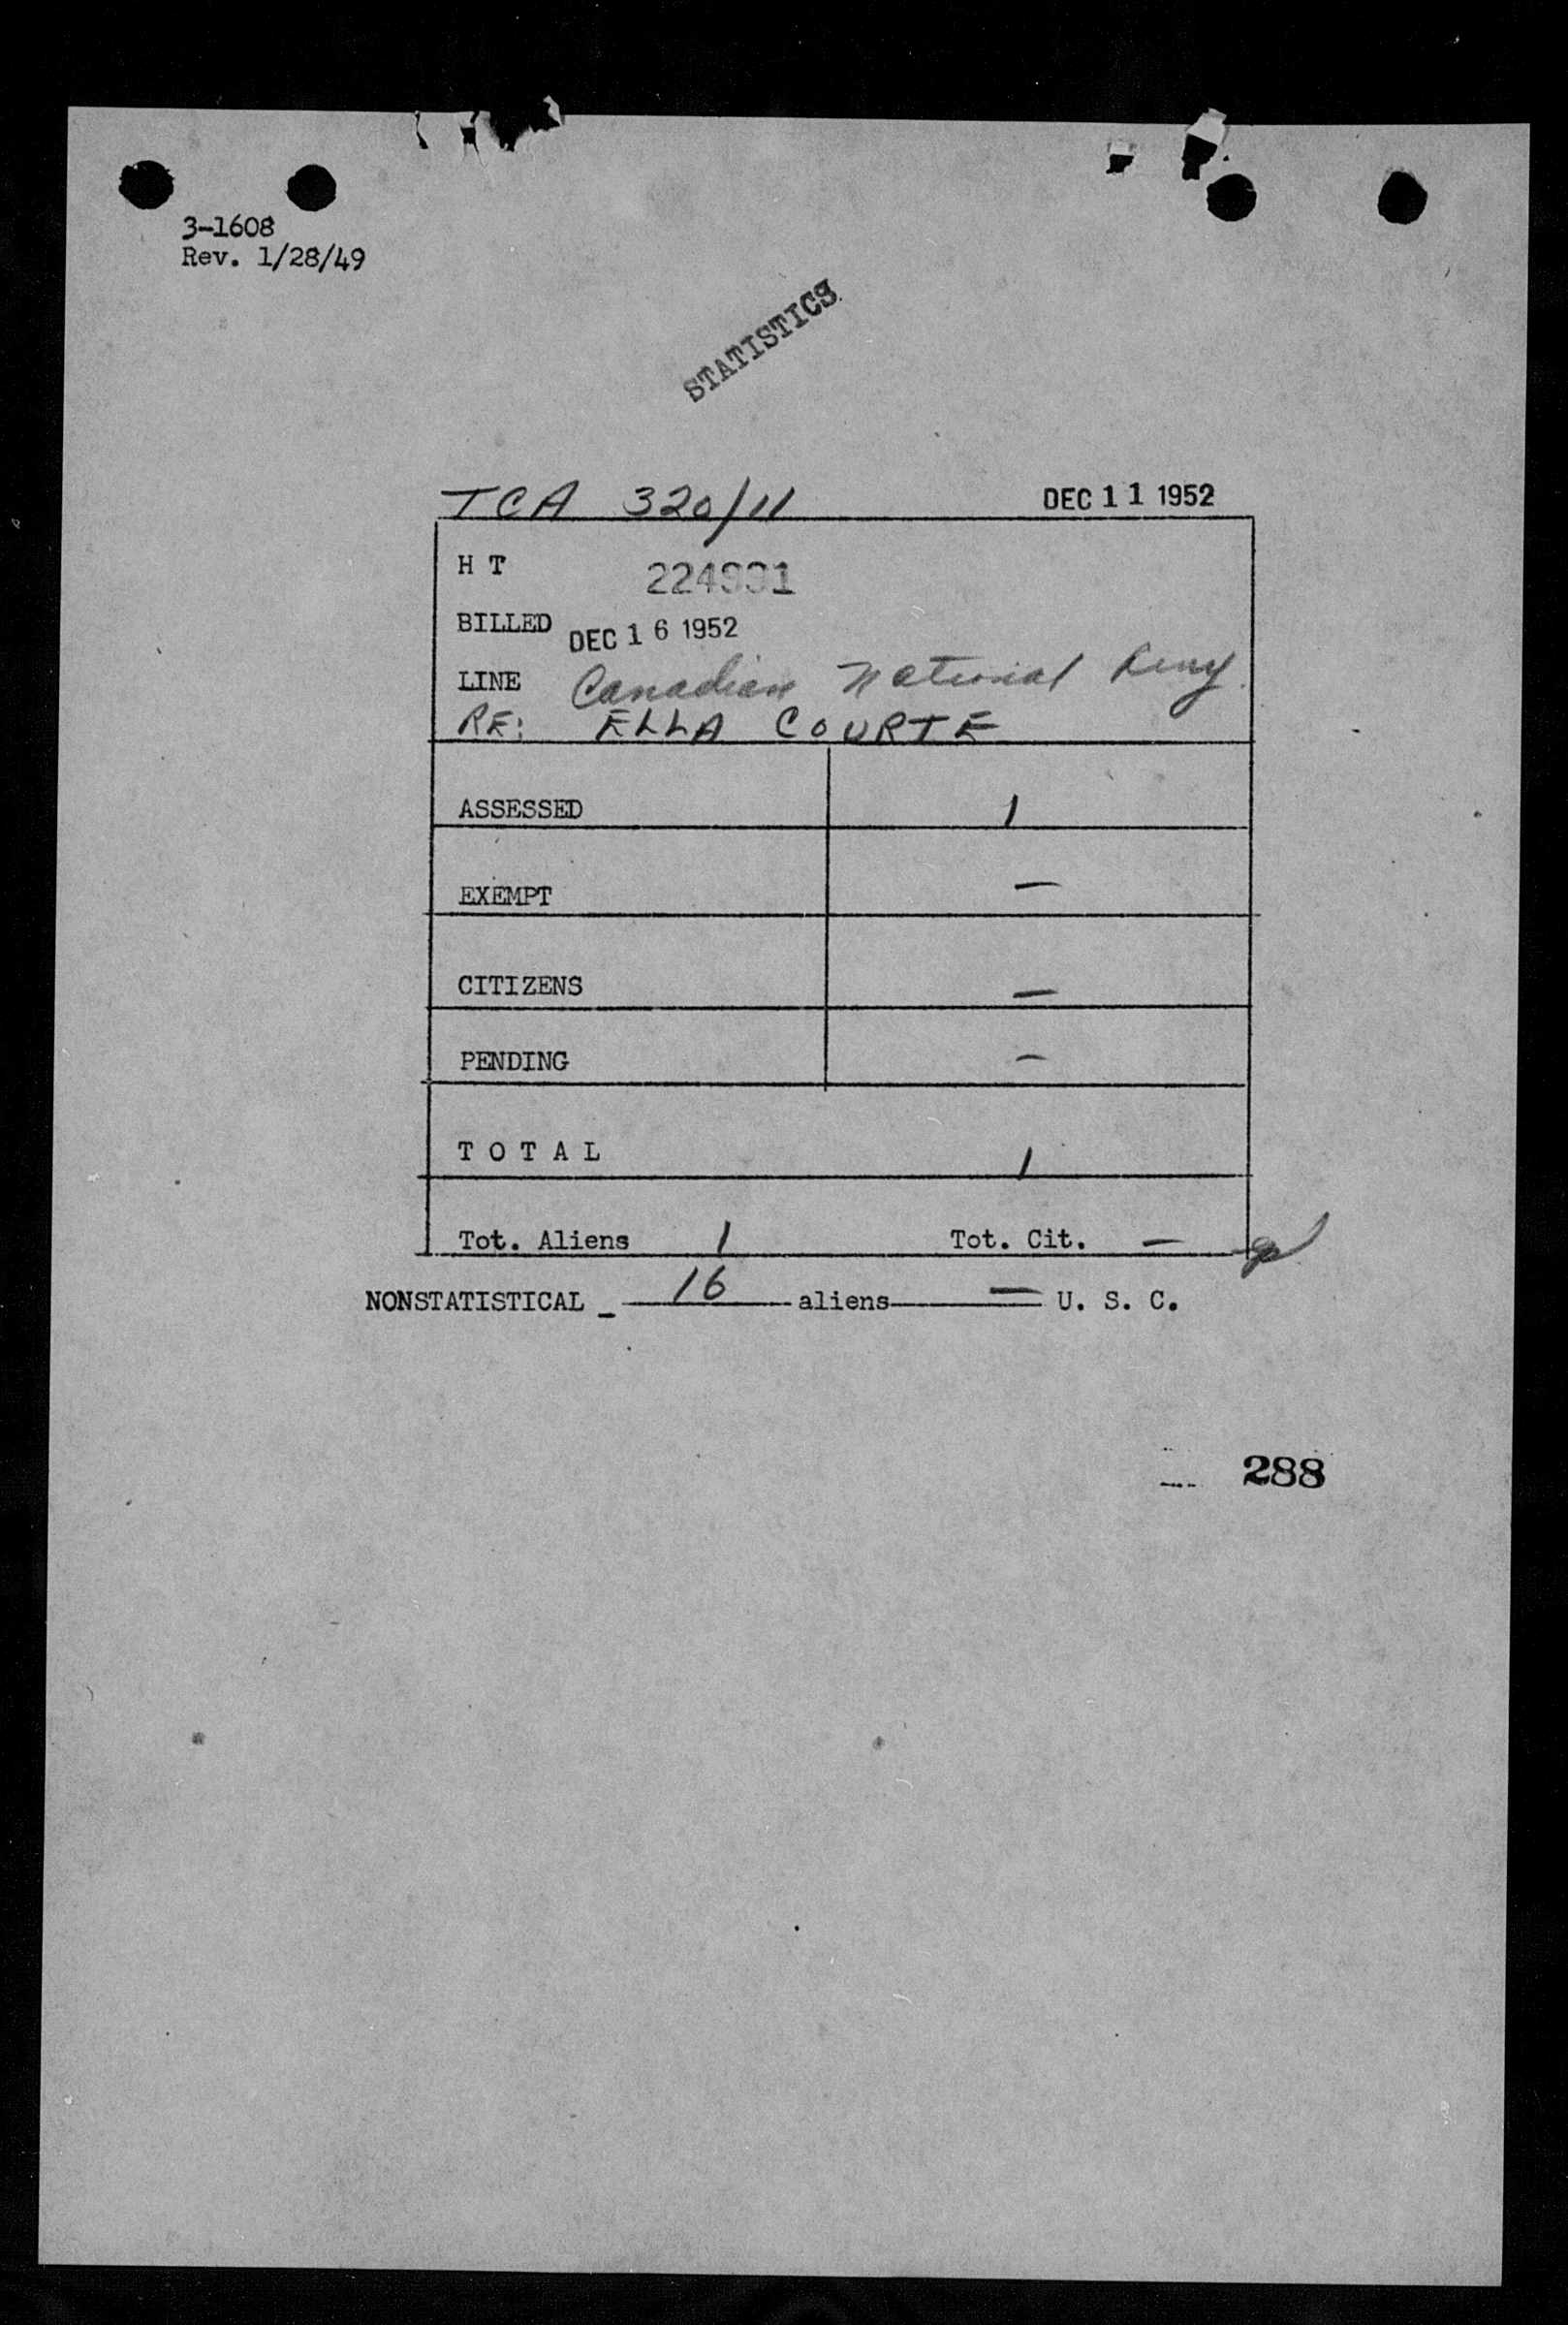 3-1608
Rev. 1/28/49
STATISTICS
TCA 320/11 DEC 11 1952
H T
BILLED DEC 16 1952
LINE Canadian National
RE: ELLA COURTE
ASSESSED 1
EXEMPT —
CITIZENS —
PENDING —
T O T A L 1
Tot. Aliens 1 Tot. Cit. —
NONSTATISTICAL - 16 aliens — U. S. C.
288